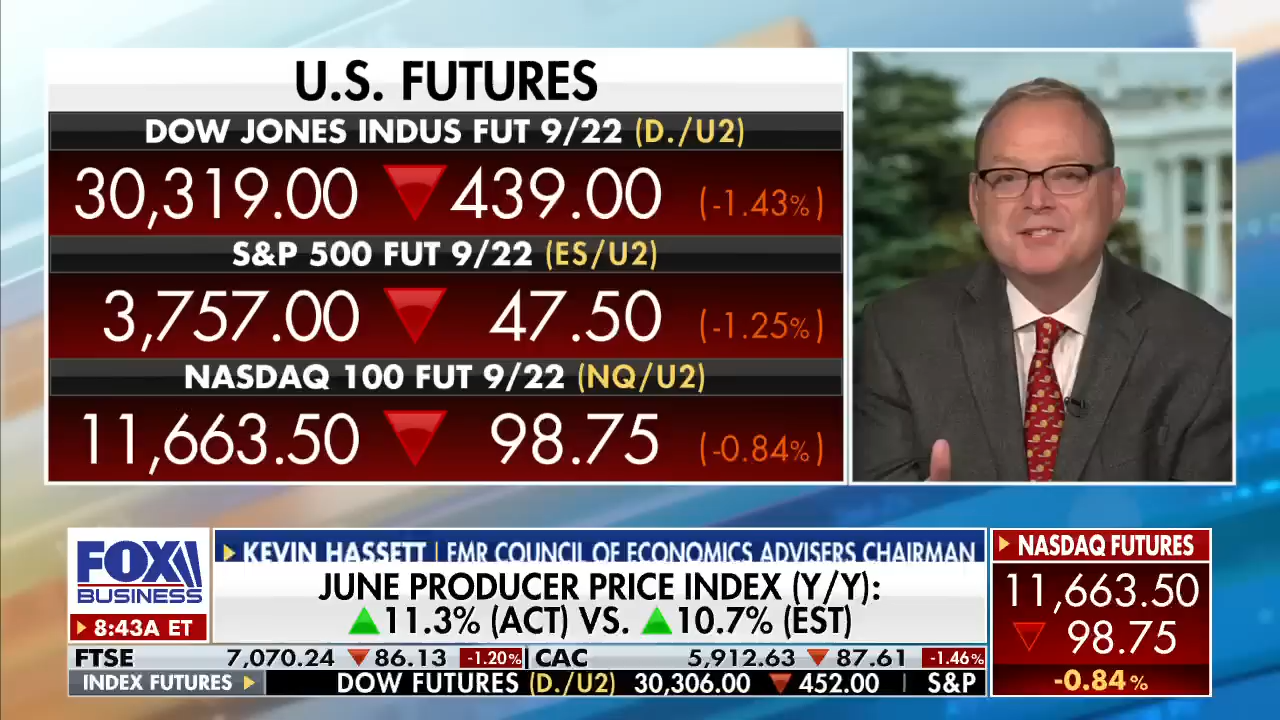 U.S. FUTURES
DOW JONES INDUS FUT 9/22 (D./U2)
30,319.00 ▼ 439.00 (-1.43%)
S&P 500 FUT 9/22 (ES/U2)
3,757.00 ▼ 47.50 (-1.25%)
NASDAQ 100 FUT 9/22 (NQ/U2)
11,663.50 ▼ 98.75 (-0.84%)
FOX
BUSINESS
8:43A ET
KEVIN HASSETT | FMR COUNCIL OF ECONOMICS ADVISERS CHAIRMAN
JUNE PRODUCER PRICE INDEX (Y/Y):
▲ 11.3% (ACT) VS. ▲ 10.7% (EST)
NASDAQ FUTURES
11,663.50
▼ 98.75
-0.84%
FTSE 7,070.24 ▼ 86.13 -1.20% CAC 5,912.63 ▼ 87.61 -1.46%
INDEX FUTURES DOW FUTURES (D./U2) 30,306.00 ▼ 452.00 | S&P